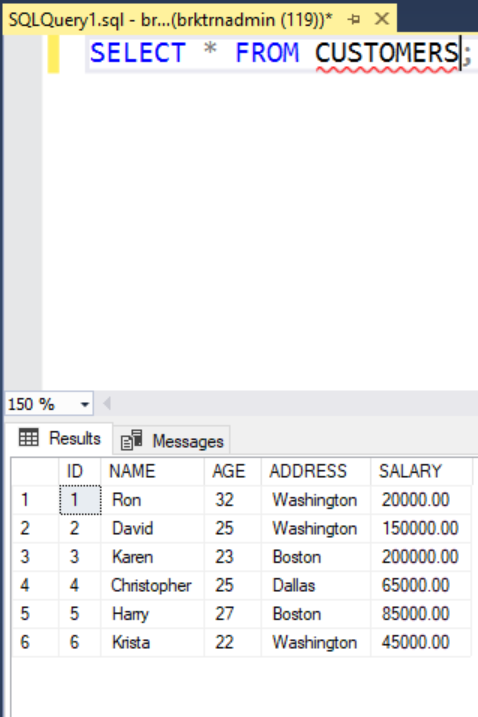 SQLQuery1.sql - br...(brktrnadmin (119))*
SELECT * FROM CUSTOMERS;
150 %
Results Messages
ID NAME AGE ADDRESS SALARY
1 1 Ron 32 Washington 20000.00
2 2 David 25 Washington 150000.00
3 3 Karen 23 Boston 200000.00
4 4 Christopher 25 Dallas 65000.00
5 5 Harry 27 Boston 85000.00
6 6 Krista 22 Washington 45000.00